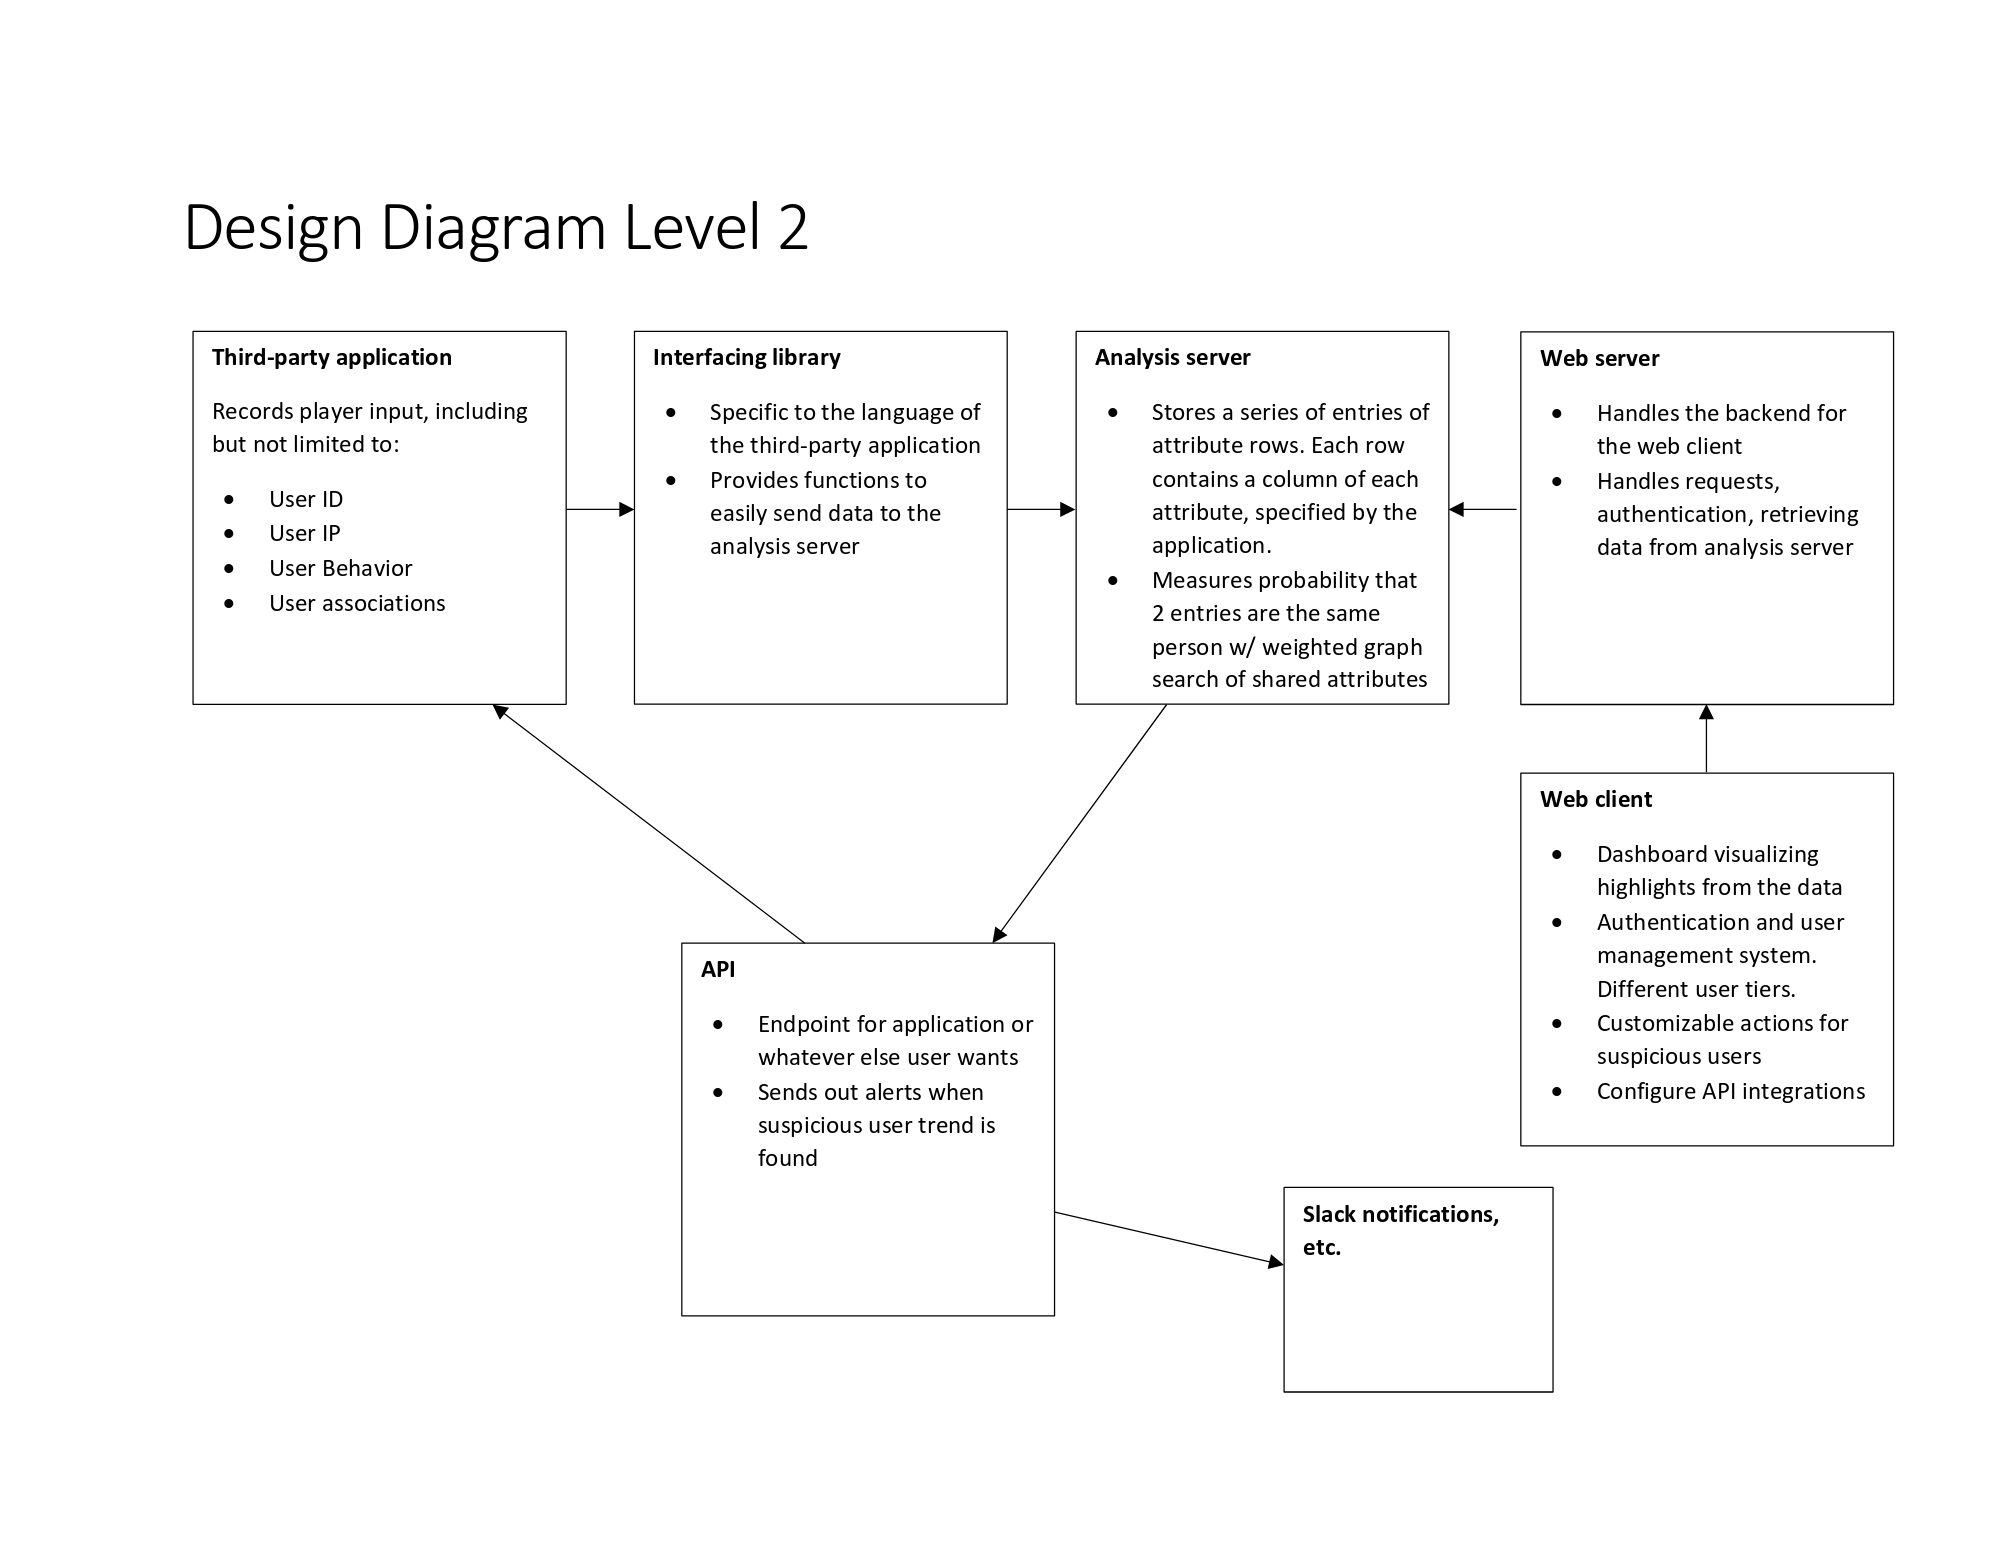 Design Diagram Level 2
Third-party application
Records player input, including
but not limited to:
• User ID
• User IP
• User Behavior
• User associations
Interfacing library
• Specific to the language of
the third-party application
• Provides functions to
easily send data to the
analysis server
Analysis server
• Stores a series of entries of
attribute rows. Each row
contains a column of each
attribute, specified by the
application.
• Measures probability that
2 entries are the same
person w/ weighted graph
search of shared attributes
Web server
• Handles the backend for
the web client
• Handles requests,
authentication, retrieving
data from analysis server
Web client
• Dashboard visualizing
highlights from the data
• Authentication and user
management system.
Different user tiers.
• Customizable actions for
suspicious users
• Configure API integrations
API
• Endpoint for application or
whatever else user wants
• Sends out alerts when
suspicious user trend is
found
Slack notifications,
etc.